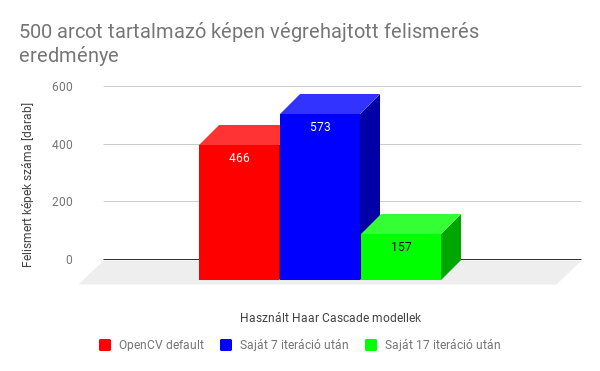 500 arcot tartalmazó képen végrehajtott felismerés
eredménye
Felismert képek száma [darab]
600
400
200
0
466
573
157
Használt Haar Cascade modellek
OpenCV default
Saját 7 iteráció után
Saját 17 iteráció után